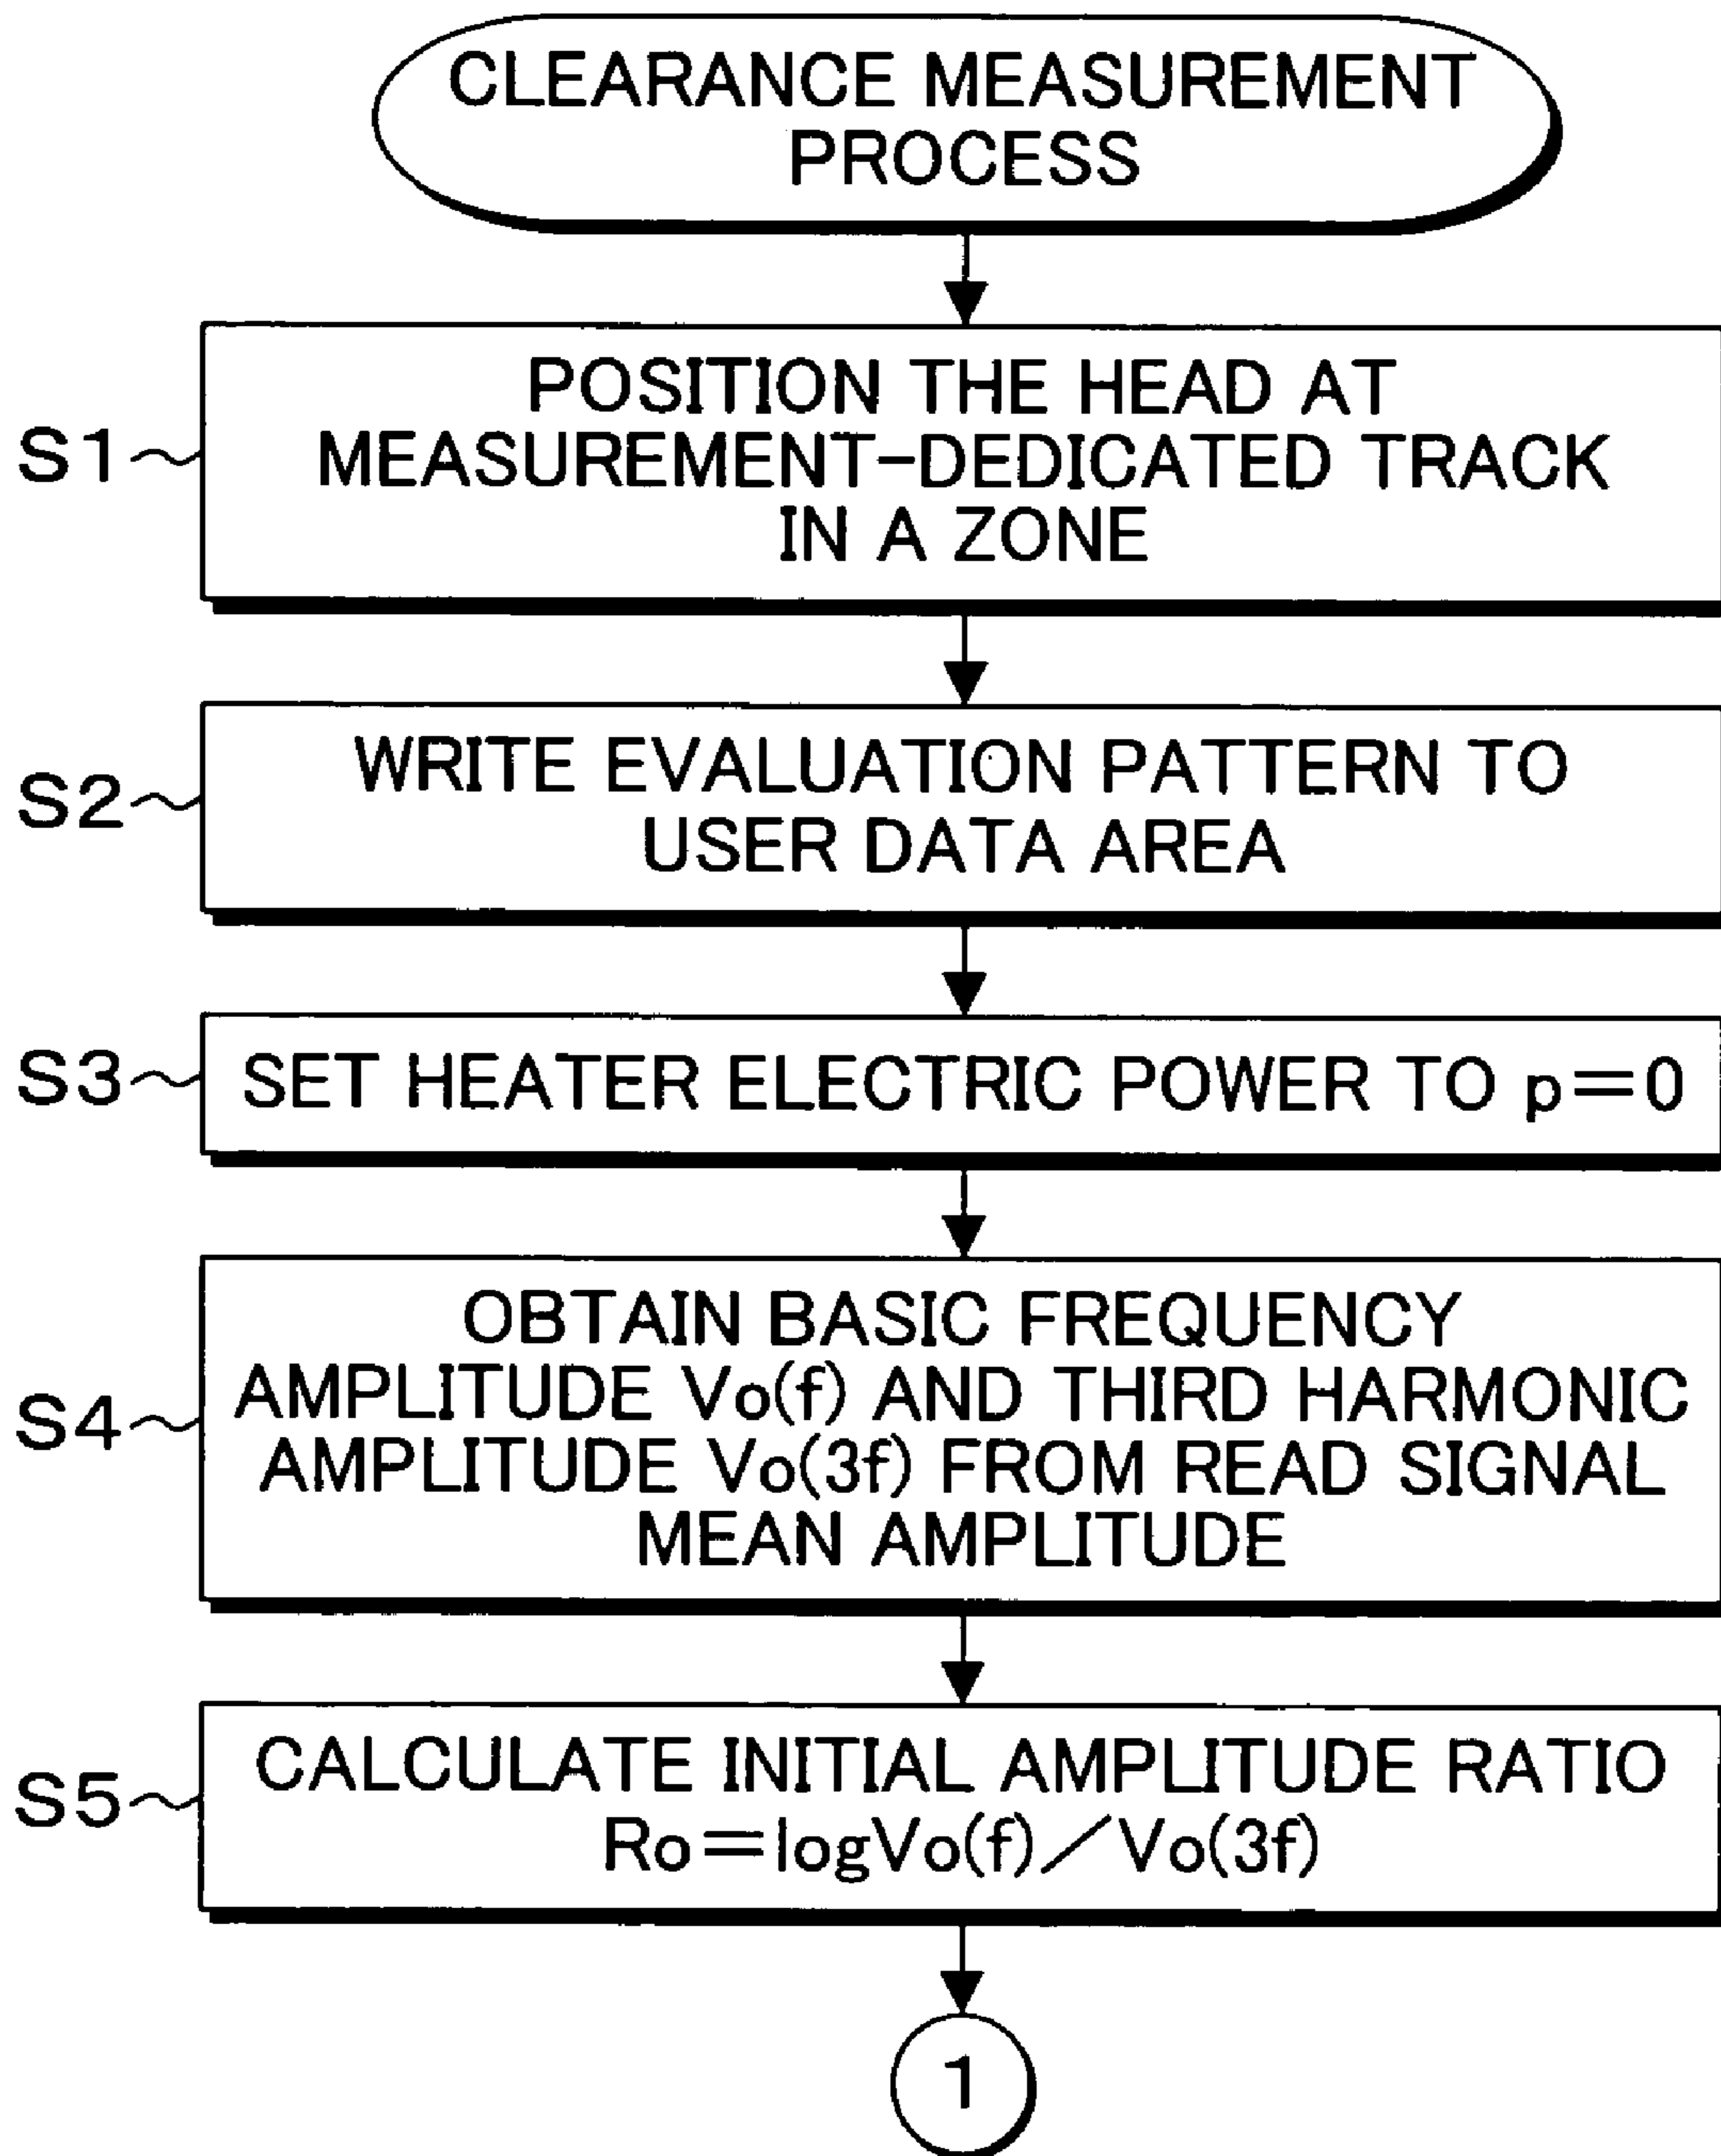 CLEARANCE MEASUREMENT
PROCESS
S1
POSITION THE HEAD AT
MEASUREMENT-DEDICATED TRACK
IN A ZONE
S2
WRITE EVALUATION PATTERN TO
USER DATA AREA
S3
SET HEATER ELECTRIC POWER TO p=0
S4
OBTAIN BASIC FREQUENCY
AMPLITUDE Vo(f) AND THIRD HARMONIC
AMPLITUDE Vo(3f) FROM READ SIGNAL
MEAN AMPLITUDE
S5
CALCULATE INITIAL AMPLITUDE RATIO
Ro=logVo(f)/Vo(3f)
1